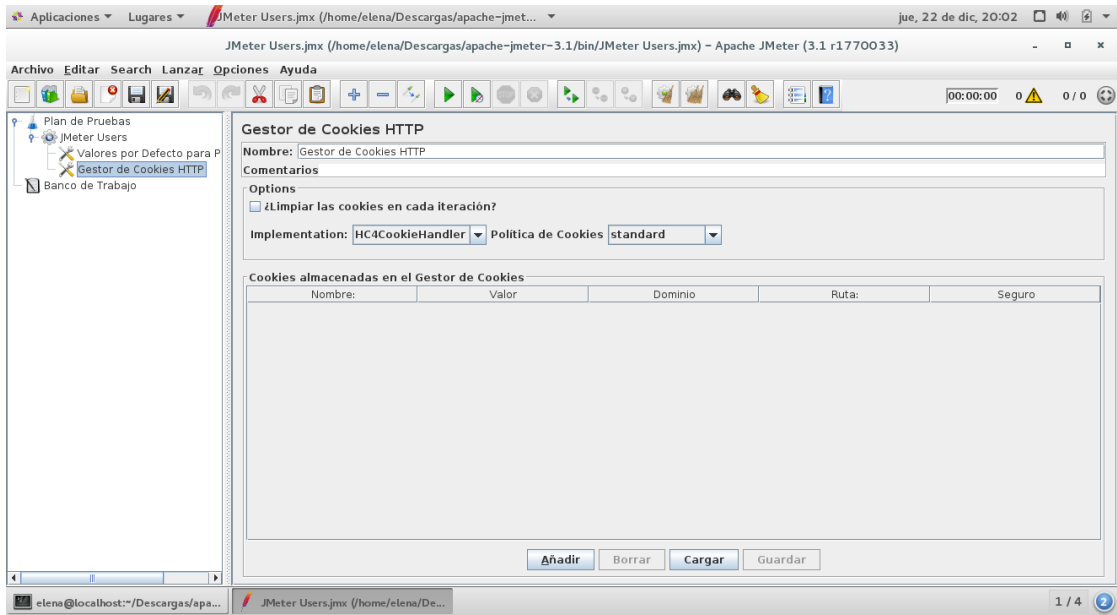 Aplicaciones Lugares JMeter Users.jmx (/home/elena/Descargas/apache-jmet... jue, 22 de dic, 20:02
JMeter Users.jmx (/home/elena/Descargas/apache-jmeter-3.1/bin/JMeter Users.jmx) – Apache JMeter (3.1 r1770033)
Archivo Editar Search Lanzar Opciones Ayuda
00:00:00 0 0 / 0
Plan de Pruebas
JMeter Users
Valores por Defecto para P
Gestor de Cookies HTTP
Banco de Trabajo
Gestor de Cookies HTTP
Nombre: Gestor de Cookies HTTP
Comentarios
Options
¿Limpiar las cookies en cada iteración?
Implementation: HC4CookieHandler Política de Cookies standard
Cookies almacenadas en el Gestor de Cookies
Nombre: Valor Dominio Ruta: Seguro
Añadir Borrar Cargar Guardar
elena@localhost:~/Descargas/apa... JMeter Users.jmx (/home/elena/De... 1 / 4 2